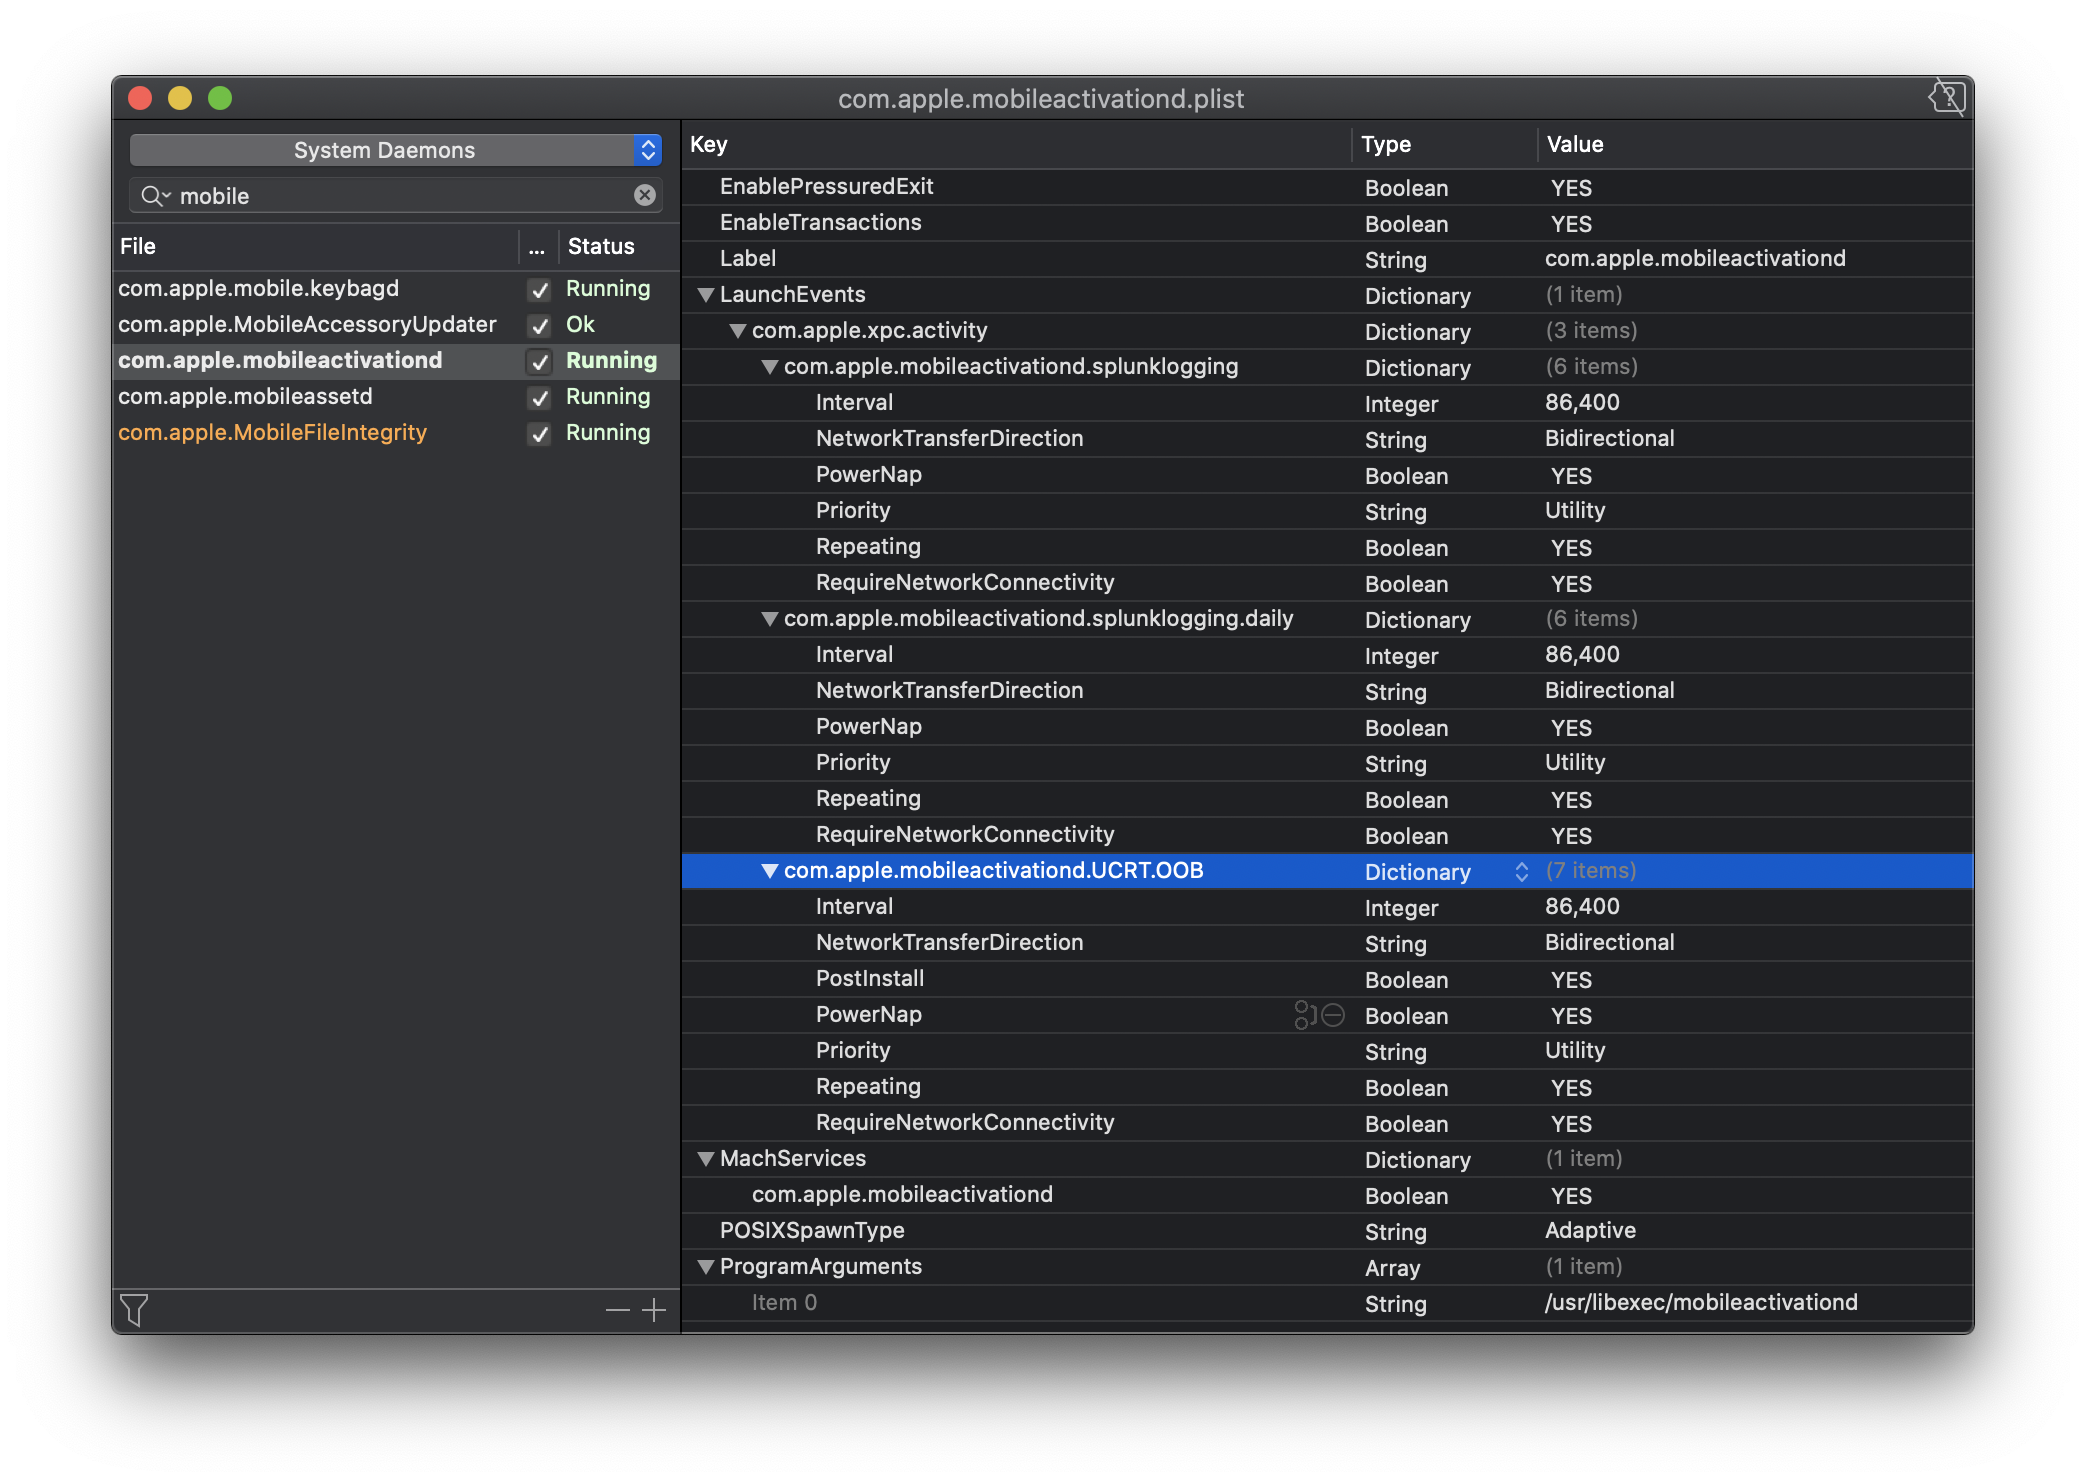 com.apple.mobileactivationd.plist
System Daemons
mobile
File ... Status
com.apple.mobile.keybagd Running
com.apple.MobileAccessoryUpdater Ok
com.apple.mobileactivationd Running
com.apple.mobileassetd Running
com.apple.MobileFileIntegrity Running
Key Type Value
EnablePressuredExit Boolean YES
EnableTransactions Boolean YES
Label String com.apple.mobileactivationd
LaunchEvents Dictionary (1 item)
com.apple.xpc.activity Dictionary (3 items)
com.apple.mobileactivationd.splunklogging Dictionary (6 items)
Interval Integer 86,400
NetworkTransferDirection String Bidirectional
PowerNap Boolean YES
Priority String Utility
Repeating Boolean YES
RequireNetworkConnectivity Boolean YES
com.apple.mobileactivationd.splunklogging.daily Dictionary (6 items)
Interval Integer 86,400
NetworkTransferDirection String Bidirectional
PowerNap Boolean YES
Priority String Utility
Repeating Boolean YES
RequireNetworkConnectivity Boolean YES
com.apple.mobileactivationd.UCRT.OOB Dictionary (7 items)
Interval Integer 86,400
NetworkTransferDirection String Bidirectional
PostInstall Boolean YES
PowerNap Boolean YES
Priority String Utility
Repeating Boolean YES
RequireNetworkConnectivity Boolean YES
MachServices Dictionary (1 item)
com.apple.mobileactivationd Boolean YES
POSIXSpawnType String Adaptive
ProgramArguments Array (1 item)
Item 0 String /usr/libexec/mobileactivationd